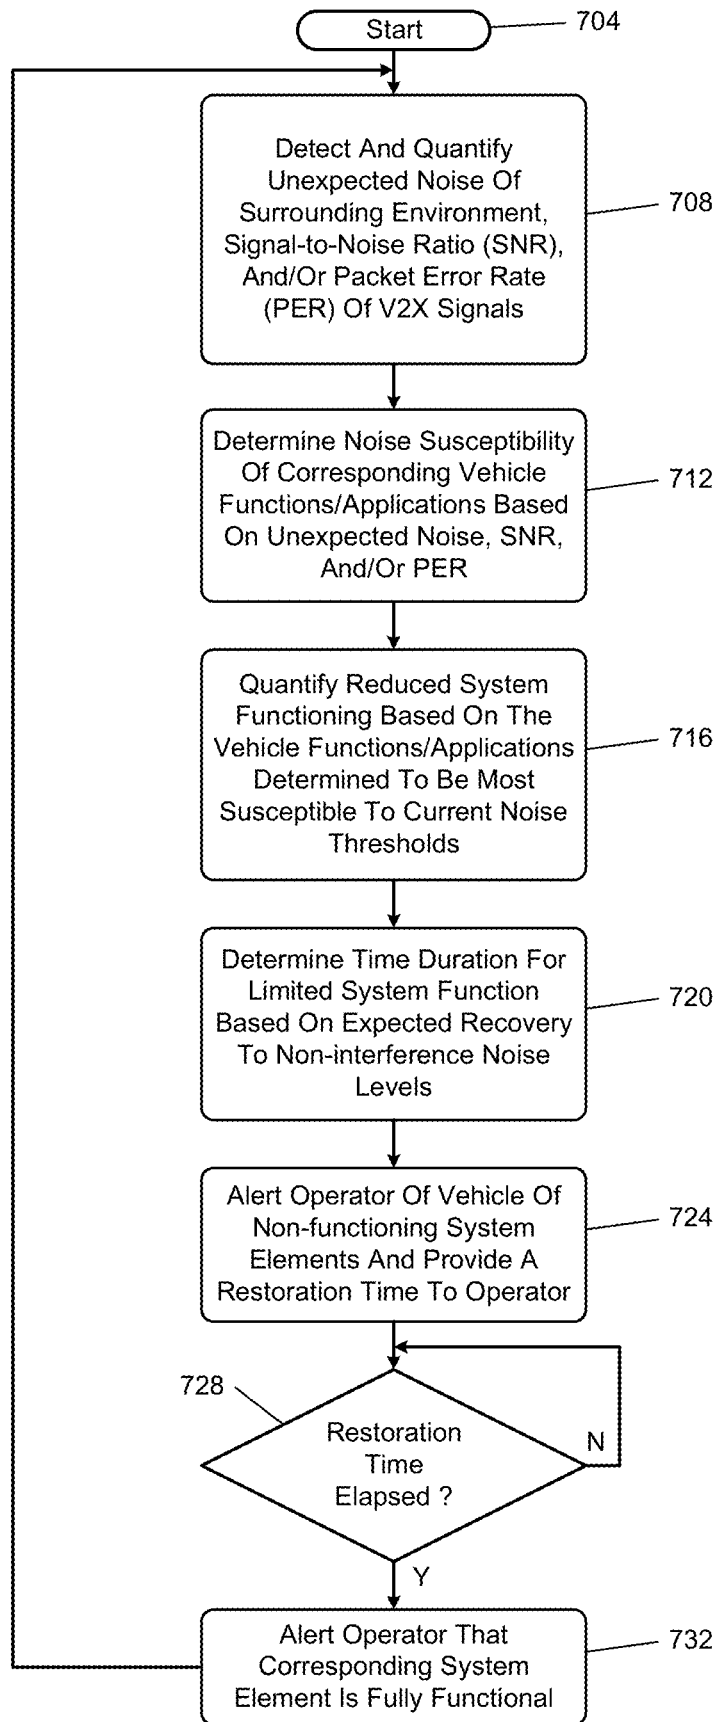 Start
704
Detect And Quantify
Unexpected Noise Of
Surrounding Environment,
Signal-to-Noise Ratio (SNR),
And/Or Packet Error Rate
(PER) Of V2X Signals
708
Determine Noise Susceptibility
Of Corresponding Vehicle
Functions/Applications Based
On Unexpected Noise, SNR,
And/Or PER
712
Quantify Reduced System
Functioning Based On The
Vehicle Functions/Applications
Determined To Be Most
Susceptible To Current Noise
Thresholds
716
Determine Time Duration For
Limited System Function
Based On Expected Recovery
To Non-interference Noise
Levels
720
Alert Operator Of Vehicle Of
Non-functioning System
Elements And Provide A
Restoration Time To Operator
724
728
Restoration
Time
Elapsed ?
N
Y
Alert Operator That
Corresponding System
Element Is Fully Functional
732